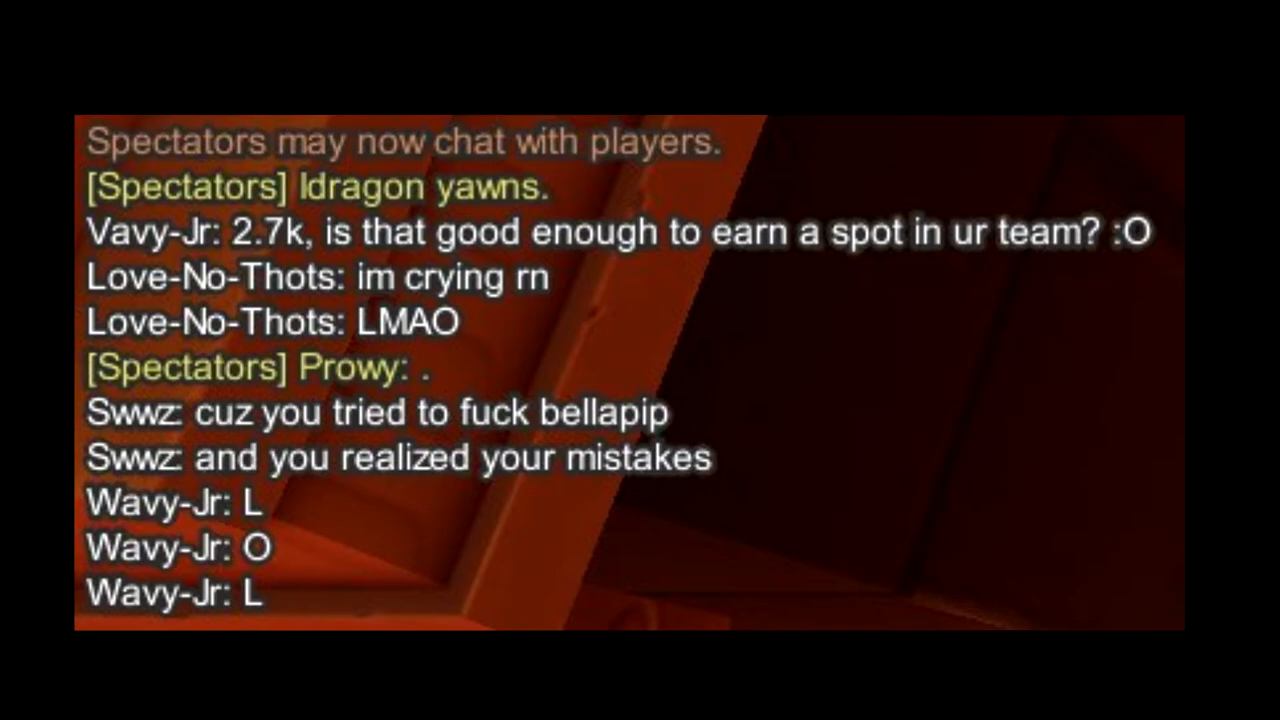 Spectators may now chat with players.
[Spectators] Idragon yawns.
Vavy-Jr: 2.7k, is that good enough to earn a spot in ur team? :O
Love-No-Thots: im crying rn
Love-No-Thots: LMAO
[Spectators] Prowy: .
Swwz: cuz you tried to fuck bellapip
Swwz: and you realized your mistakes
Wavy-Jr: L
Wavy-Jr: O
Wavy-Jr: L